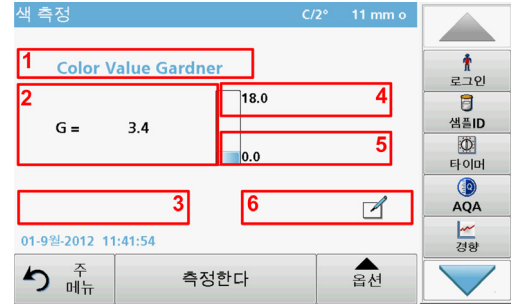 색 측정 C/2° 11 mm o
1 Color Value Gardner
2 G = 3.4
18.0 4
0.0 5
3
6
01-9월-2012 11:41:54
주 메뉴
측정한다
옵션
로그인
샘플ID
타이머
AQA
경향